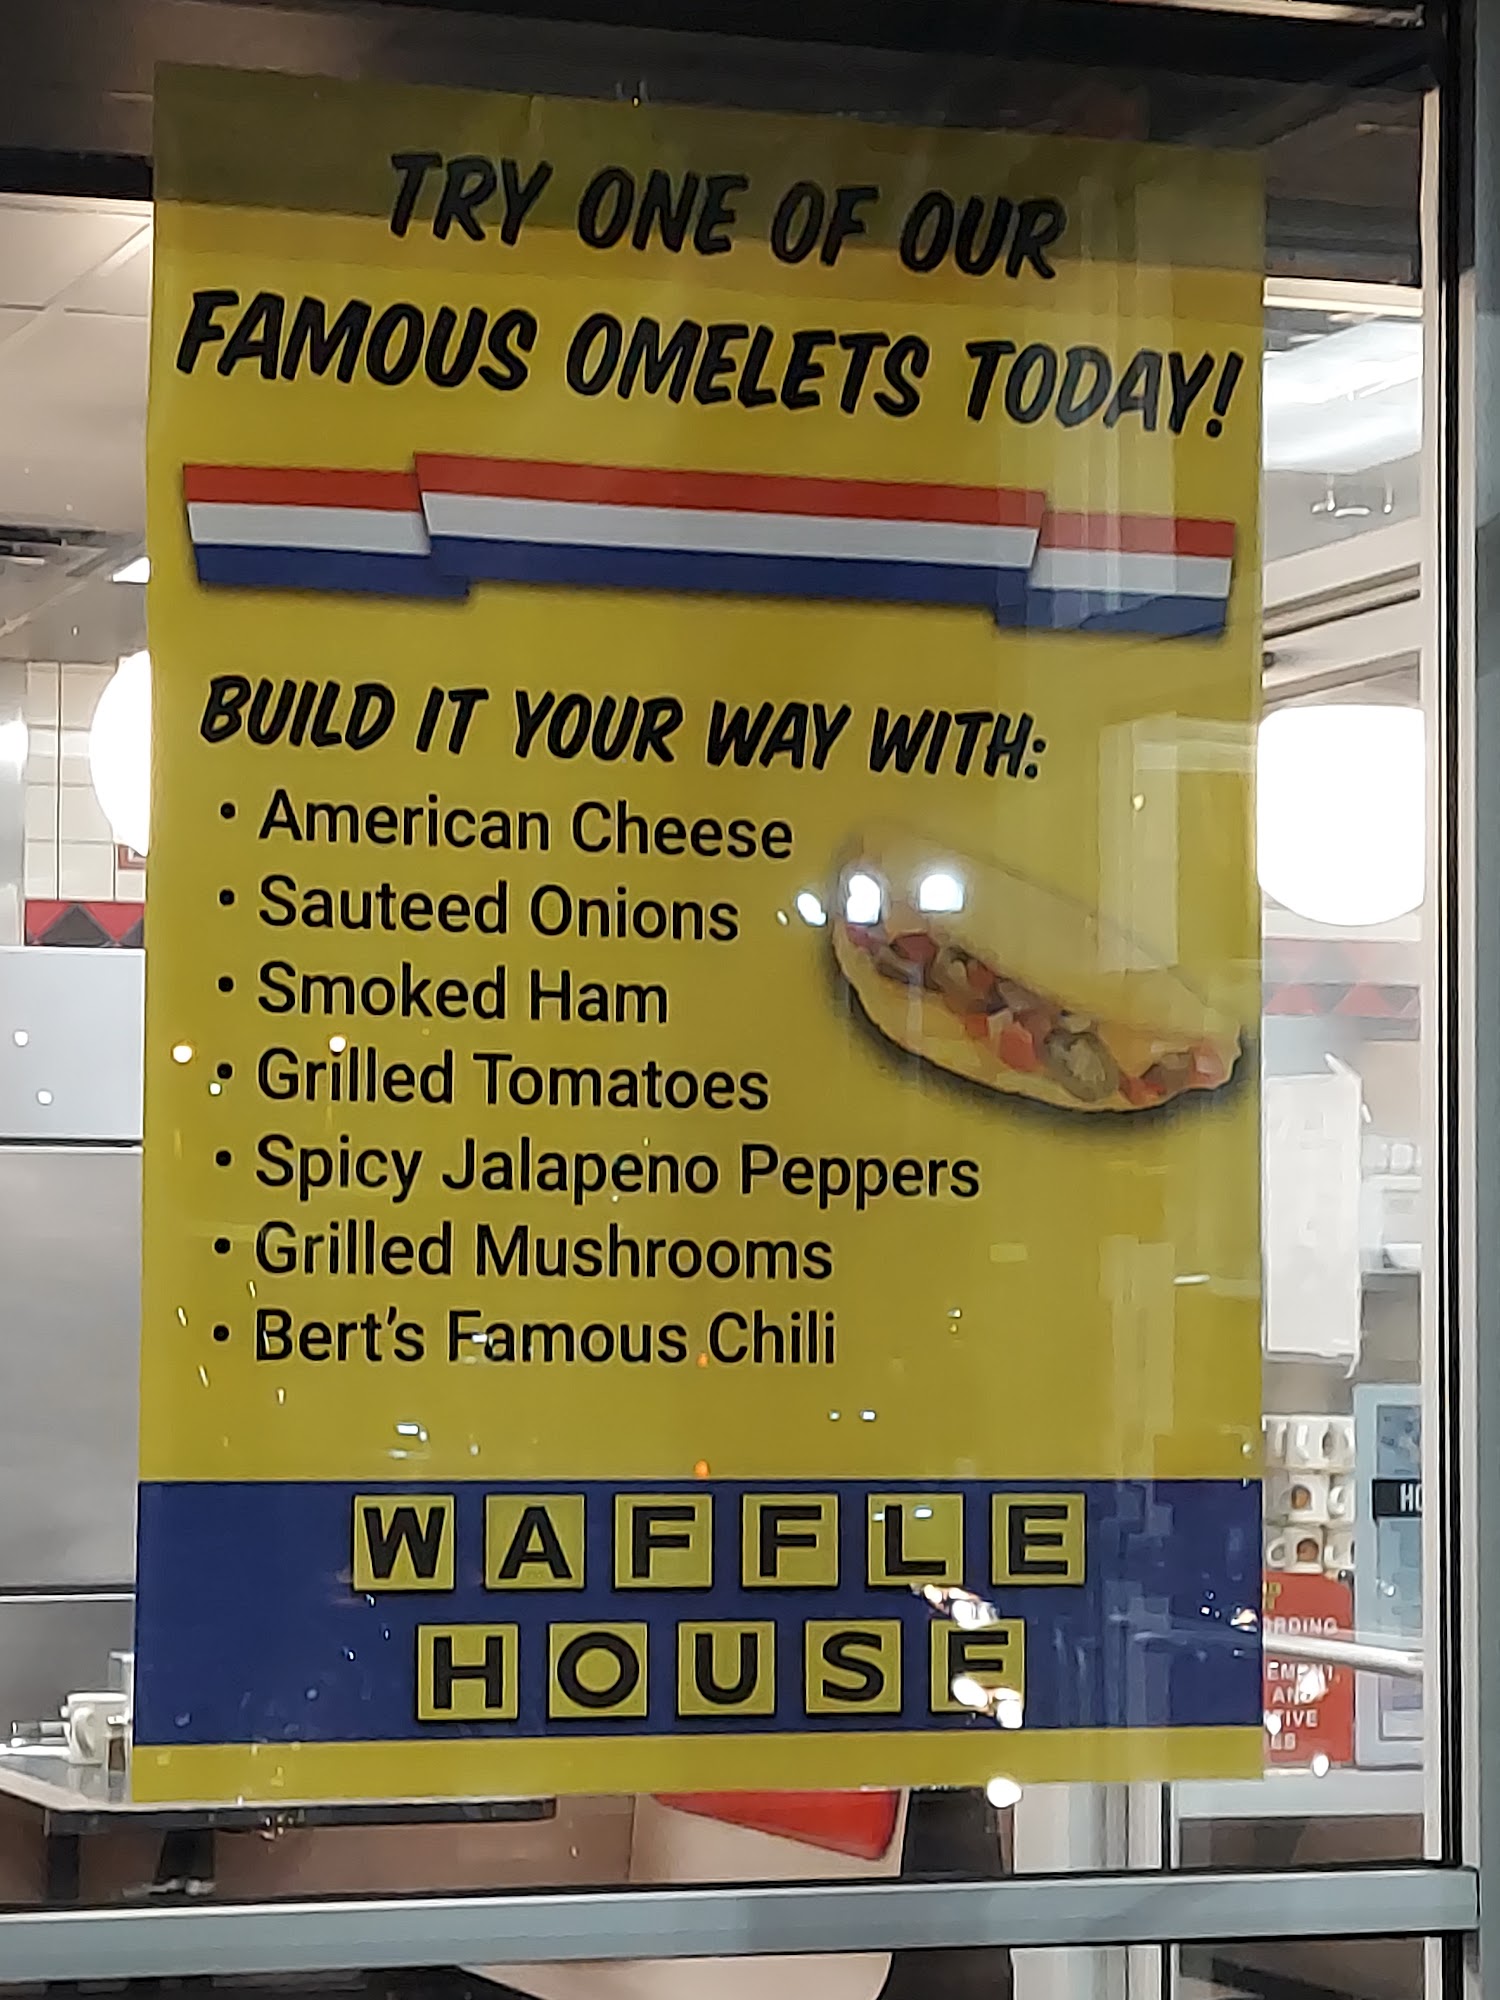 TRY ONE OF OUR
FAMOUS OMELETS TODAY!
BUILD IT YOUR WAY WITH:
• American Cheese
• Sauteed Onions
• Smoked Ham
• Grilled Tomatoes
• Spicy Jalapeno Peppers
• Grilled Mushrooms
• Bert's Famous Chili
WAFFLE
HOUSE